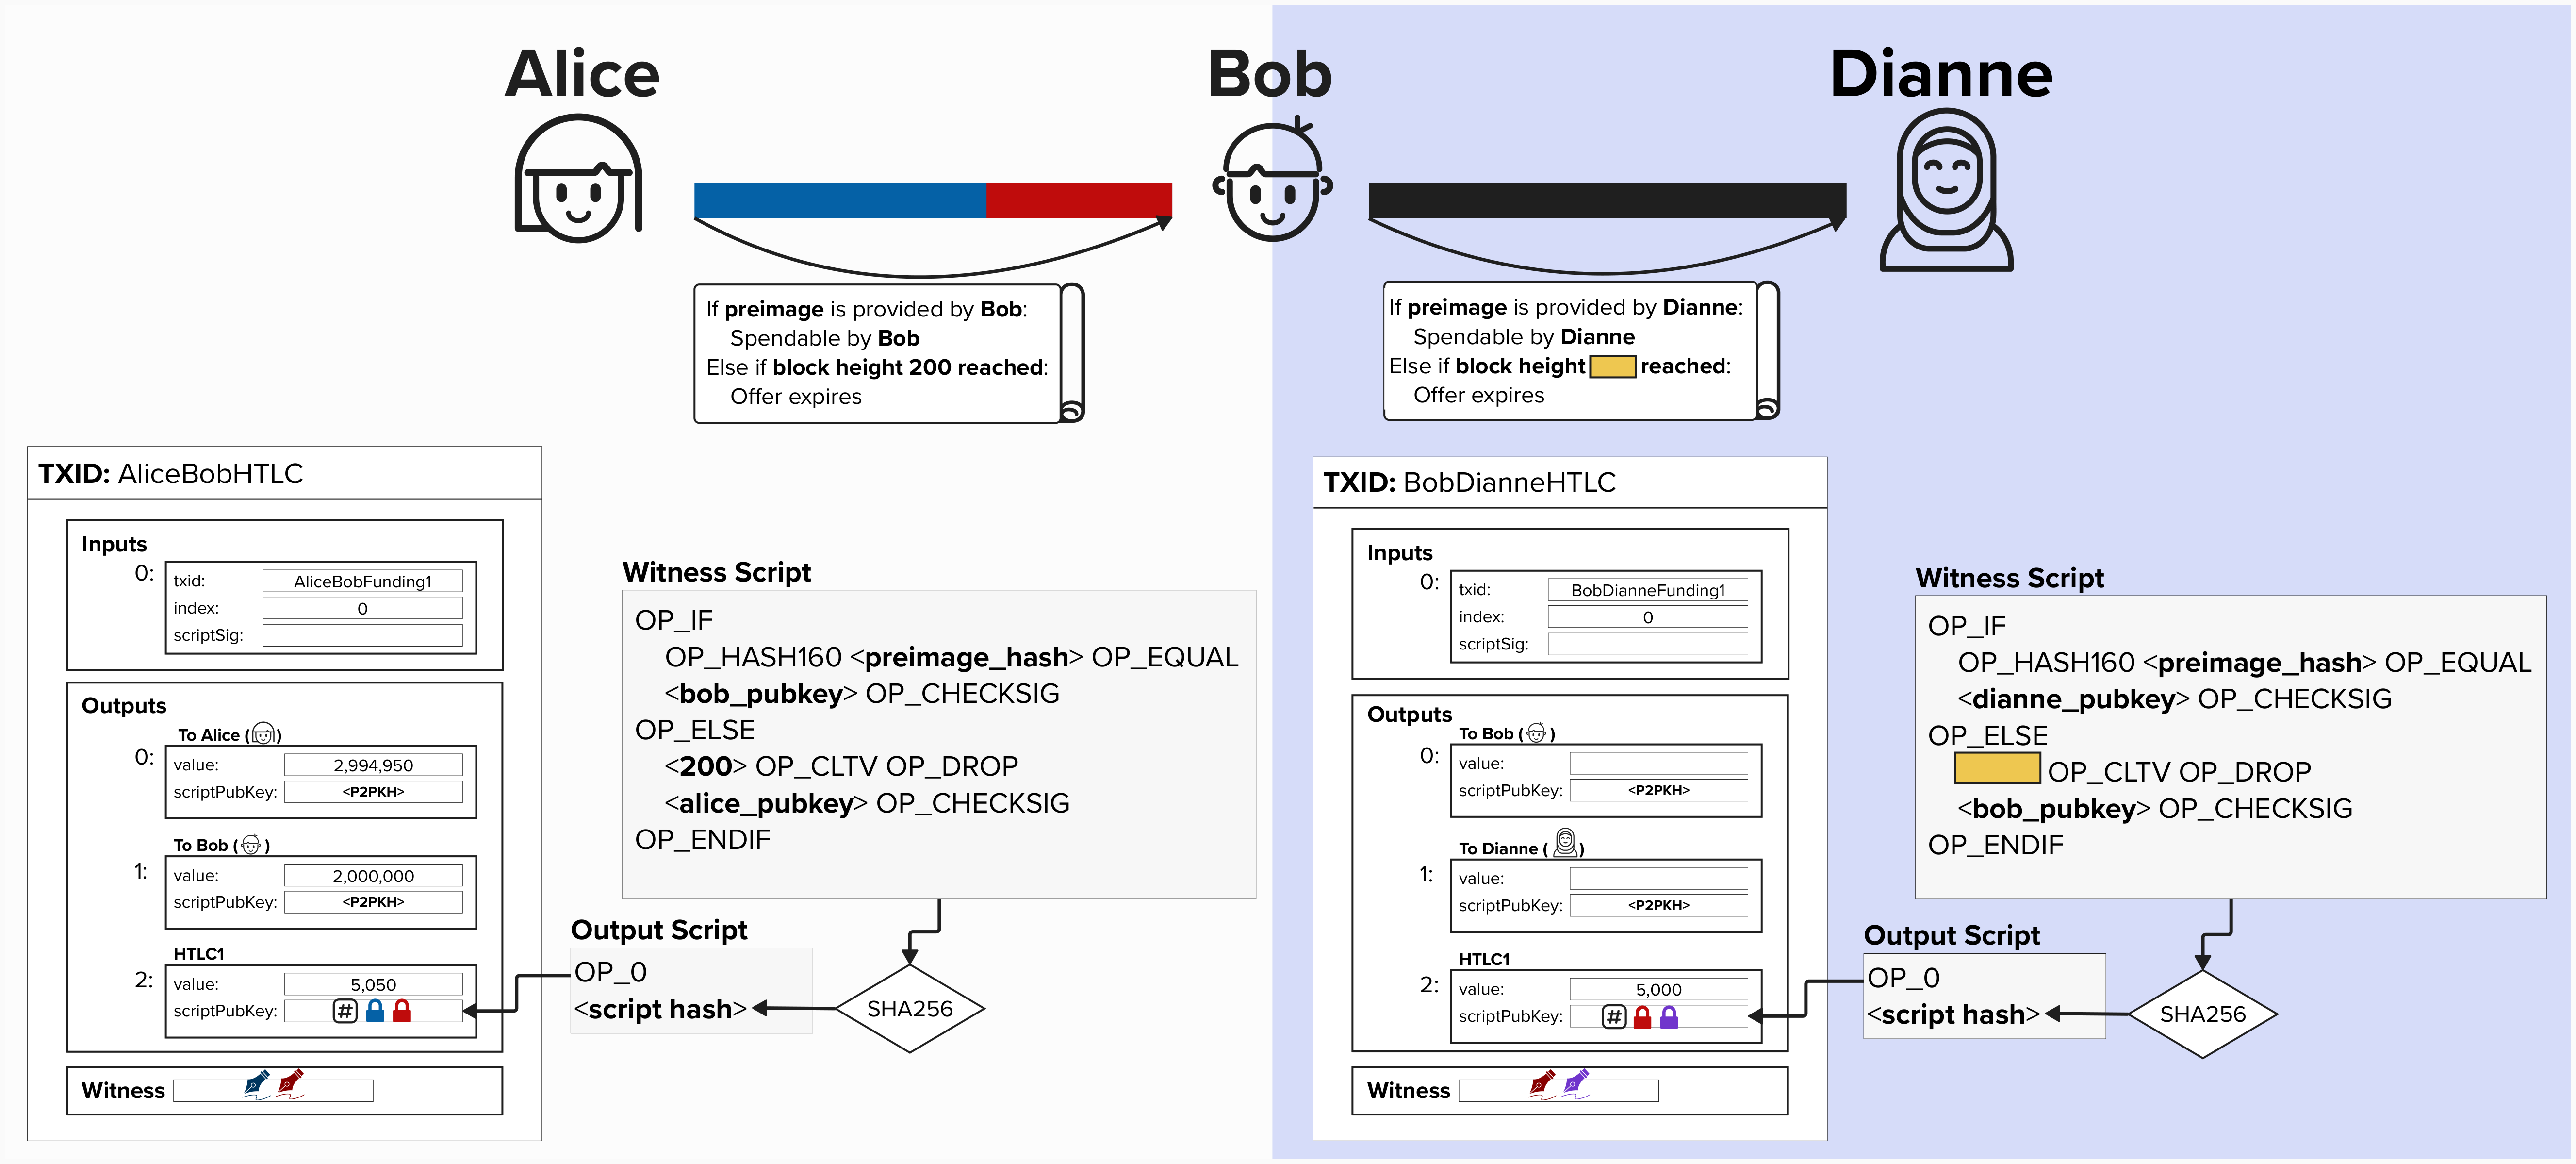 Alice
Bob
Dianne
If preimage is provided by Bob:
Spendable by Bob
Else if block height 200 reached:
Offer expires
If preimage is provided by Dianne:
Spendable by Dianne
Else if block height reached:
Offer expires
TXID: AliceBobHTLC
Inputs
0:
txid: AliceBobFunding1
index: 0
scriptSig:
Outputs
To Alice ( )
0:
value: 2,994,950
scriptPubKey: <P2PKH>
To Bob ( )
1:
value: 2,000,000
scriptPubKey: <P2PKH>
HTLC1
2:
value: 5,050
scriptPubKey: #
Witness
Witness Script
OP_IF
OP_HASH160 <preimage_hash> OP_EQUAL
<bob_pubkey> OP_CHECKSIG
OP_ELSE
<200> OP_CLTV OP_DROP
<alice_pubkey> OP_CHECKSIG
OP_ENDIF
Output Script
OP_0
<script hash>
SHA256
TXID: BobDianneHTLC
Inputs
0:
txid: BobDianneFunding1
index: 0
scriptSig:
Outputs
To Bob ( )
0:
value:
scriptPubKey: <P2PKH>
To Dianne ( )
1:
value:
scriptPubKey: <P2PKH>
HTLC1
2:
value: 5,000
scriptPubKey: #
Witness
Witness Script
OP_IF
OP_HASH160 <preimage_hash> OP_EQUAL
<dianne_pubkey> OP_CHECKSIG
OP_ELSE
OP_CLTV OP_DROP
<bob_pubkey> OP_CHECKSIG
OP_ENDIF
Output Script
OP_0
<script hash>
SHA256